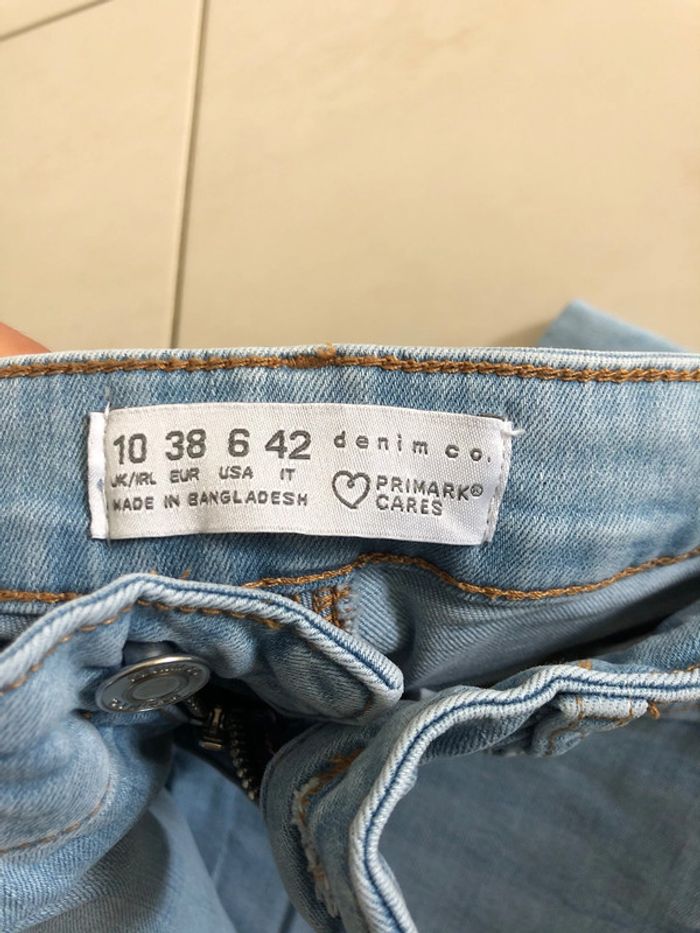 10 38 6 42
UK/IRL EUR USA IT
MADE IN BANGLADESH
denim co.
PRIMARK®
CARES